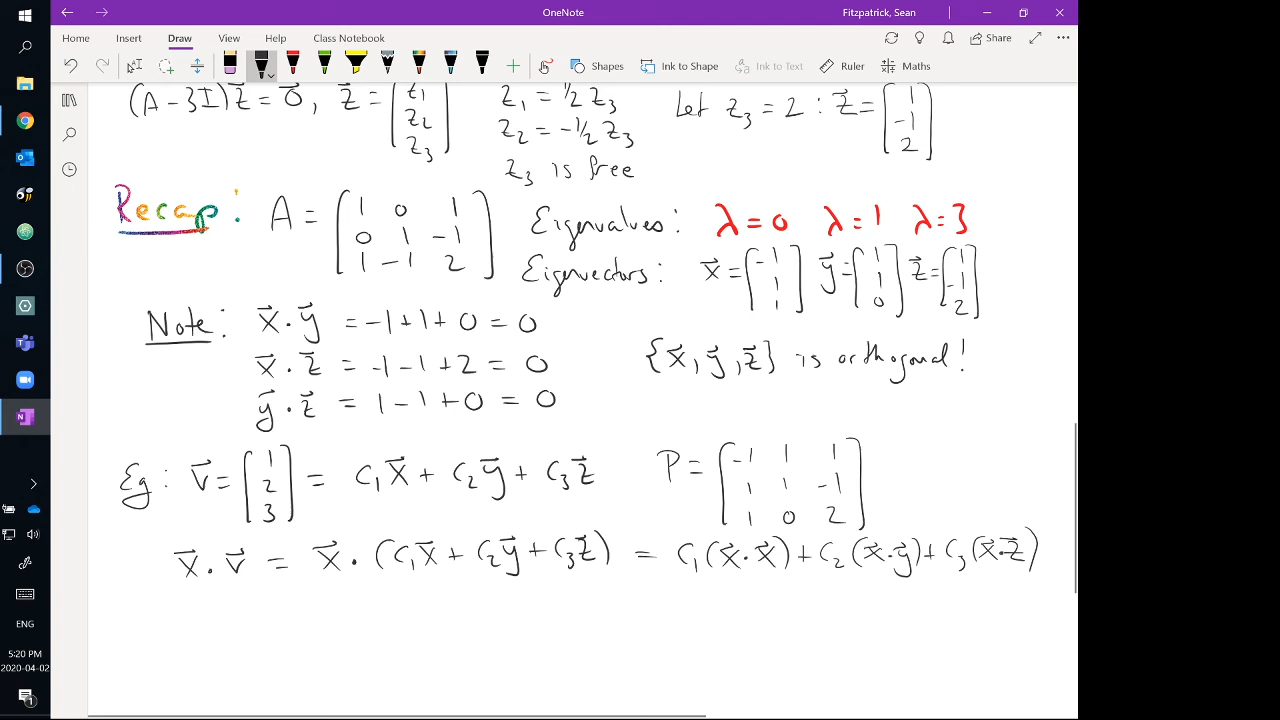 OneNote
Fitzpatrick, Sean
Home Insert Draw View Help Class Notebook Share
Shapes Ink to Shape Ink to Text Ruler Maths
(A - 3I)z⃗ = 0⃗, z⃗ = [z₁ z₂ z₃] z₁ = 1/2 z₃ Let z₃ = 2 : z⃗ = [1 -1 2]
z₂ = -1/2 z₃
z₃ is free
Recap: A = [1 0 1; 0 1 -1; 1 -1 2] Eigenvalues: λ = 0 λ = 1 λ = 3
Eigenvectors: x⃗ = [-1 1 1] y⃗ = [1 1 0] z⃗ = [1 -1 2]
Note: x⃗ · y⃗ = -1 + 1 + 0 = 0
x⃗ · z⃗ = -1 - 1 + 2 = 0 {x⃗, y⃗, z⃗} is orthogonal!
y⃗ · z⃗ = 1 - 1 + 0 = 0
Eg: v⃗ = [1 2 3] = c₁x⃗ + c₂y⃗ + c₃z⃗ P = [-1 1 1; 1 1 -1; 1 0 2]
x⃗ · v⃗ = x⃗ · (c₁x⃗ + c₂y⃗ + c₃z⃗) = c₁(x⃗·x⃗) + c₂(x⃗·y⃗) + c₃(x⃗·z⃗)
ENG
5:20 PM
2020-04-02
1